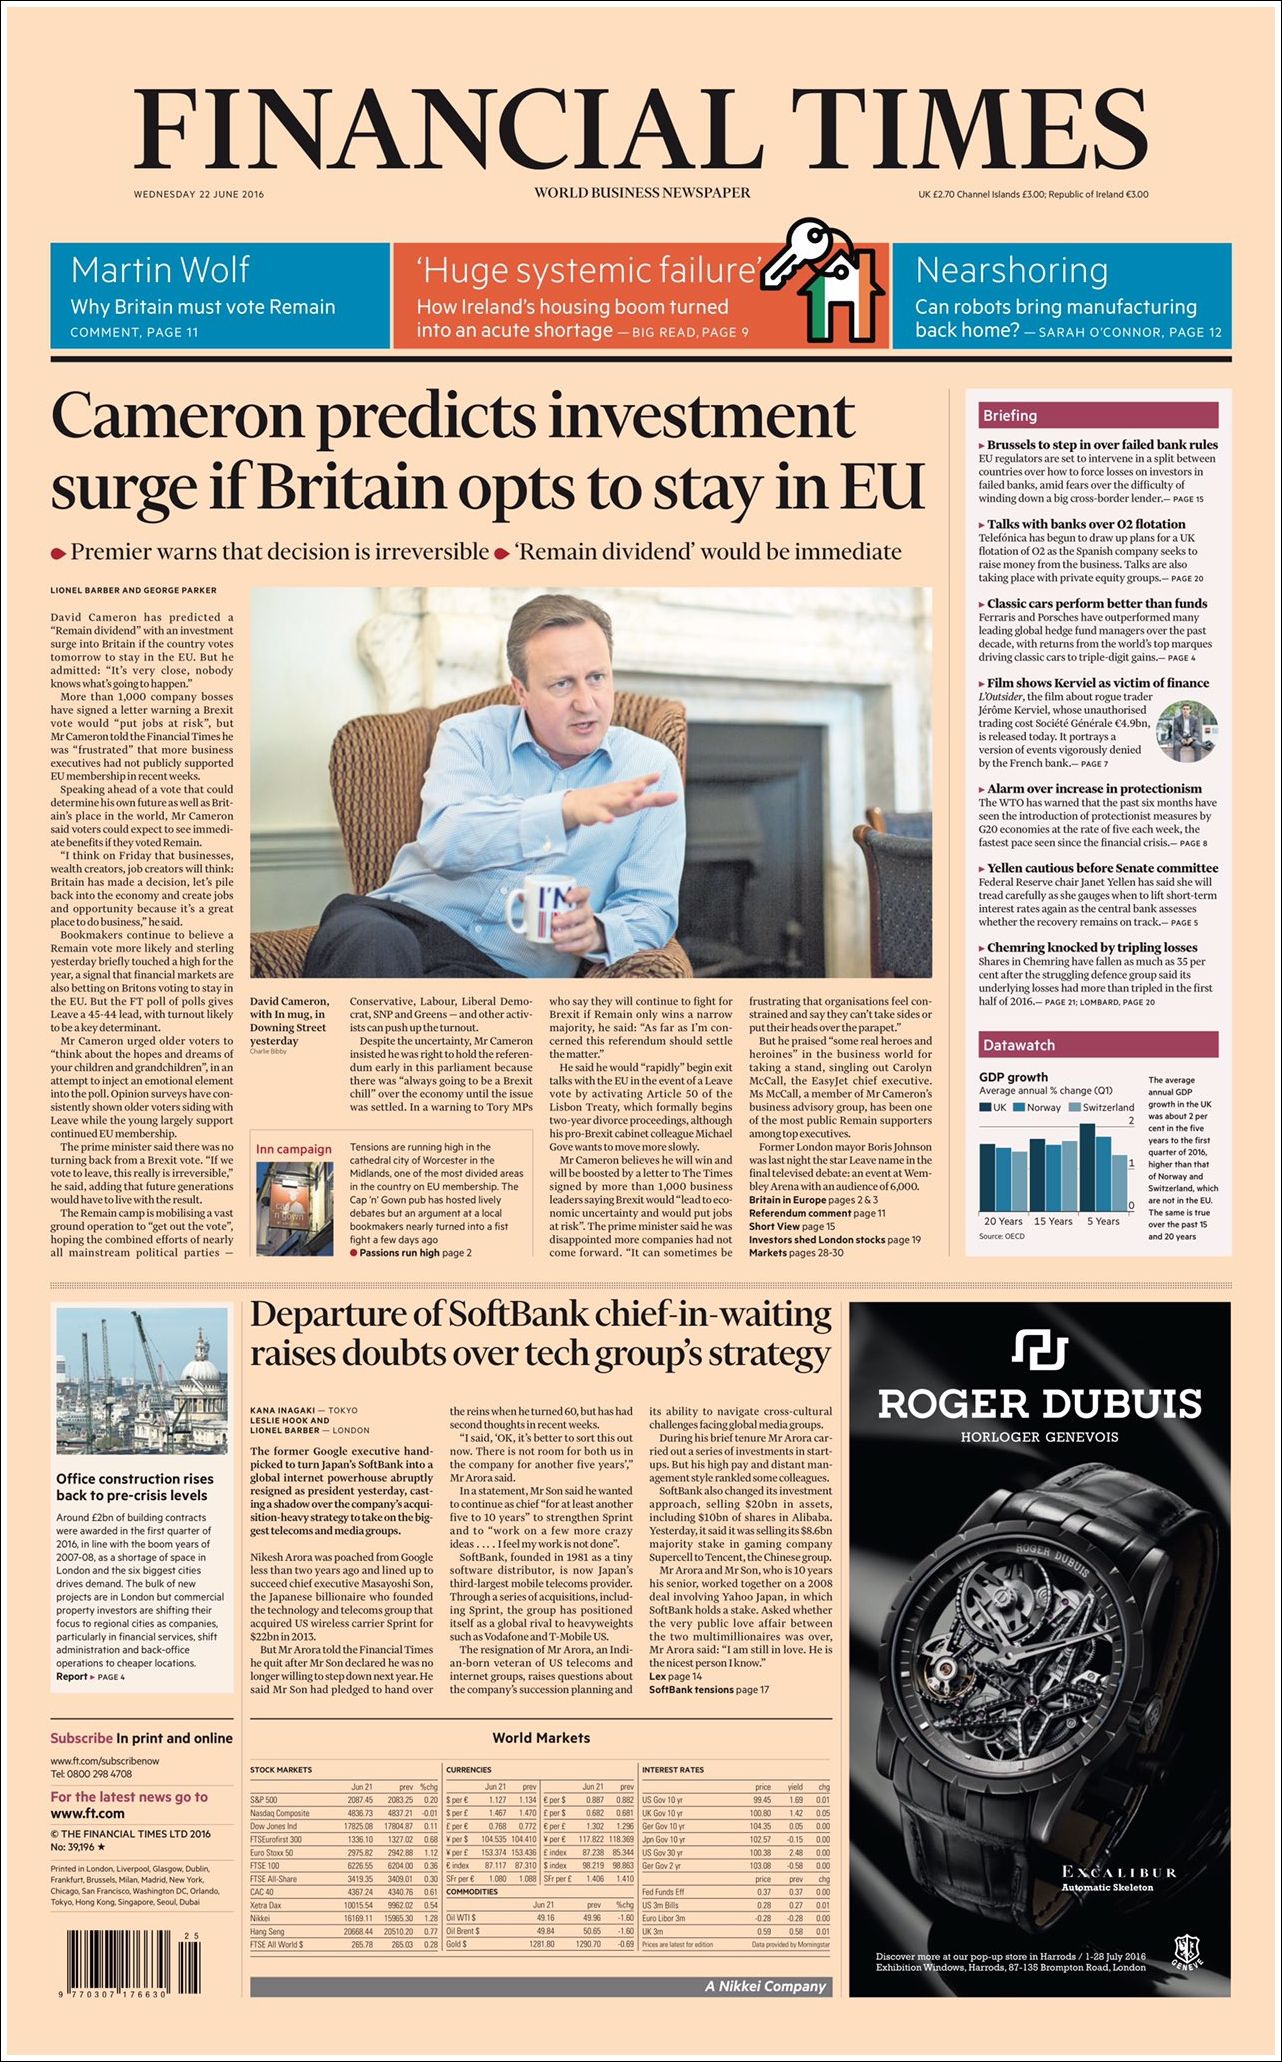 FINANCIAL TIMES
WEDNESDAY 22 JUNE 2016
WORLD BUSINESS NEWSPAPER
UK £2.70 Channel Islands £3.00; Republic of Ireland €3.00
Martin Wolf
Why Britain must vote Remain
COMMENT, PAGE 11
‘Huge systemic failure’
How Ireland’s housing boom turned
into an acute shortage — BIG READ, PAGE 9
Nearshoring
Can robots bring manufacturing
back home? — SARAH O’CONNOR, PAGE 12
Cameron predicts investment
surge if Britain opts to stay in EU
Premier warns that decision is irreversible ‘Remain dividend’ would be immediate
LIONEL BARBER AND GEORGE PARKER
David Cameron has predicted a
“Remain dividend” with an investment
surge into Britain if the country votes
tomorrow to stay in the EU. But he
admitted: “It’s very close, nobody
knows what’s going to happen.”
More than 1,000 company bosses
have signed a letter warning a Brexit
vote would “put jobs at risk”, but
Mr Cameron told the Financial Times he
was “frustrated” that more business
executives had not publicly supported
EU membership in recent weeks.
Speaking ahead of a vote that could
determine his own future as well as Brit-
ain’s place in the world, Mr Cameron
said voters could expect to see immedi-
ate benefits if they voted Remain.
“I think on Friday that businesses,
wealth creators, job creators will think:
Britain has made a decision, let’s pile
back into the economy and create jobs
and opportunity because it’s a great
place to do business,” he said.
Bookmakers continue to believe a
Remain vote more likely and sterling
yesterday briefly touched a high for the
year, a signal that financial markets are
also betting on Britons voting to stay in
the EU. But the FT poll of polls gives
Leave a 45-44 lead, with turnout likely
to be a key determinant.
Mr Cameron urged older voters to
“think about the hopes and dreams of
your children and grandchildren”, in an
attempt to inject an emotional element
into the poll. Opinion surveys have con-
sistently shown older voters siding with
Leave while the young largely support
continued EU membership.
The prime minister said there was no
turning back from a Brexit vote. “If we
vote to leave, this really is irreversible,”
he said, adding that future generations
would have to live with the result.
The Remain camp is mobilising a vast
ground operation to “get out the vote”,
hoping the combined efforts of nearly
all mainstream political parties —
I'M
IN
David Cameron,
with In mug, in
Downing Street
yesterday
Charlie Bibby
Conservative, Labour, Liberal Demo-
crat, SNP and Greens — and other activ-
ists can push up the turnout.
Despite the uncertainty, Mr Cameron
insisted he was right to hold the referen-
dum early in this parliament because
there was “always going to be a Brexit
chill” over the economy until the issue
was settled. In a warning to Tory MPs
who say they will continue to fight for
Brexit if Remain only wins a narrow
majority, he said: “As far as I’m con-
cerned this referendum should settle
the matter.”
He said he would “rapidly” begin exit
talks with the EU in the event of a Leave
vote by activating Article 50 of the
Lisbon Treaty, which formally begins
two-year divorce proceedings, although
his pro-Brexit cabinet colleague Michael
Gove wants to move more slowly.
Mr Cameron believes he will win and
will be boosted by a letter to The Times
signed by more than 1,000 business
leaders saying Brexit would “lead to eco-
nomic uncertainty and would put jobs
at risk”. The prime minister said he was
disappointed more companies had not
come forward. “It can sometimes be
frustrating that organisations feel con-
strained and say they can’t take sides or
put their heads over the parapet.”
But he praised “some real heroes and
heroines” in the business world for
taking a stand, singling out Carolyn
McCall, the EasyJet chief executive.
Ms McCall, a member of Mr Cameron’s
business advisory group, has been one
of the most public Remain supporters
among top executives.
Former London mayor Boris Johnson
was last night the star Leave name in the
final televised debate: an event at Wem-
bley Arena with an audience of 6,000.
Britain in Europe pages 2 & 3
Referendum comment page 11
Short View page 15
Investors shed London stocks page 19
Markets pages 28-30
Inn campaign
Tensions are running high in the
cathedral city of Worcester in the
Midlands, one of the most divided areas
in the country on EU membership. The
Cap ‘n’ Gown pub has hosted lively
debates but an argument at a local
bookmakers nearly turned into a fist
fight a few days ago
Passions run high page 2
Briefing
Brussels to step in over failed bank rules
EU regulators are set to intervene in a split between
countries over how to force losses on investors in
failed banks, amid fears over the difficulty of
winding down a big cross-border lender.— PAGE 15
Talks with banks over O2 flotation
Telefónica has begun to draw up plans for a UK
flotation of O2 as the Spanish company seeks to
raise money from the business. Talks are also
taking place with private equity groups.— PAGE 20
Classic cars perform better than funds
Ferraris and Porsches have outperformed many
leading global hedge fund managers over the past
decade, with returns from the world’s top marques
driving classic cars to triple-digit gains.— PAGE 4
Film shows Kerviel as victim of finance
L’Outsider, the film about rogue trader
Jérôme Kerviel, whose unauthorised
trading cost Société Générale €4.9bn,
is released today. It portrays a
version of events vigorously denied
by the French bank.— PAGE 7
Alarm over increase in protectionism
The WTO has warned that the past six months have
seen the introduction of protectionist measures by
G20 economies at the rate of five each week, the
fastest pace seen since the financial crisis.— PAGE 8
Yellen cautious before Senate committee
Federal Reserve chair Janet Yellen has said she will
tread carefully as she gauges when to lift short-term
interest rates again as the central bank assesses
whether the recovery remains on track.— PAGE 5
Chemring knocked by tripling losses
Shares in Chemring have fallen as much as 35 per
cent after the struggling defence group said its
underlying losses had more than tripled in the first
half of 2016.— PAGE 21; LOMBARD, PAGE 20
Datawatch
GDP growth
Average annual % change (Q1)
UK Norway Switzerland
2
1
0
20 Years 15 Years 5 Years
Source: OECD
The average
annual GDP
growth in the UK
was about 2 per
cent in the five
years to the first
quarter of 2016,
higher than that
of Norway and
Switzerland, which
are not in the EU.
The same is true
over the past 15
and 20 years
Office construction rises
back to pre-crisis levels
Around £2bn of building contracts
were awarded in the first quarter of
2016, in line with the boom years of
2007-08, as a shortage of space in
London and the six biggest cities
drives demand. The bulk of new
projects are in London but commercial
property investors are shifting their
focus to regional cities as companies,
particularly in financial services, shift
administration and back-office
operations to cheaper locations.
Report PAGE 4
Departure of SoftBank chief-in-waiting
raises doubts over tech group’s strategy
KANA INAGAKI — TOKYO
LESLIE HOOK AND
LIONEL BARBER — LONDON
The former Google executive hand-
picked to turn Japan’s SoftBank into a
global internet powerhouse abruptly
resigned as president yesterday, cast-
ing a shadow over the company’s acqui-
sition-heavy strategy to take on the big-
gest telecoms and media groups.
Nikesh Arora was poached from Google
less than two years ago and lined up to
succeed chief executive Masayoshi Son,
the Japanese billionaire who founded
the technology and telecoms group that
acquired US wireless carrier Sprint for
$22bn in 2013.
But Mr Arora told the Financial Times
he quit after Mr Son declared he was no
longer willing to step down next year. He
said Mr Son had pledged to hand over
the reins when he turned 60, but has had
second thoughts in recent weeks.
“I said, ‘OK, it’s better to sort this out
now. There is not room for both us in
the company for another five years’,”
Mr Arora said.
In a statement, Mr Son said he wanted
to continue as chief “for at least another
five to 10 years” to strengthen Sprint
and to “work on a few more crazy
ideas . . . . I feel my work is not done”.
SoftBank, founded in 1981 as a tiny
software distributor, is now Japan’s
third-largest mobile telecoms provider.
Through a series of acquisitions, includ-
ing Sprint, the group has positioned
itself as a global rival to heavyweights
such as Vodafone and T-Mobile US.
The resignation of Mr Arora, an Indi-
an-born veteran of US telecoms and
internet groups, raises questions about
the company’s succession planning and
its ability to navigate cross-cultural
challenges facing global media groups.
During his brief tenure Mr Arora car-
ried out a series of investments in start-
ups. But his high pay and distant man-
agement style rankled some colleagues.
SoftBank also changed its investment
approach, selling $20bn in assets,
including $10bn of shares in Alibaba.
Yesterday, it said it was selling its $8.6bn
majority stake in gaming company
Supercell to Tencent, the Chinese group.
Mr Arora and Mr Son, who is 10 years
his senior, worked together on a 2008
deal involving Yahoo Japan, in which
SoftBank holds a stake. Asked whether
the very public love affair between
the two multimillionaires was over,
Mr Arora said: “I am still in love. He is
the nicest person I know.”
Lex page 14
SoftBank tensions page 17
Subscribe In print and online
www.ft.com/subscribenow
Tel: 0800 298 4708
For the latest news go to
www.ft.com
© THE FINANCIAL TIMES LTD 2016
No: 39,196 ★
Printed in London, Liverpool, Glasgow, Dublin,
Frankfurt, Brussels, Milan, Madrid, New York,
Chicago, San Francisco, Washington DC, Orlando,
Tokyo, Hong Kong, Singapore, Seoul, Dubai
2 5
9 770307 176630
World Markets
STOCK MARKETS
Jun 21 prev %chg
S&P 500 2087.45 2083.25 0.20
Nasdaq Composite 4836.73 4837.21 -0.01
Dow Jones Ind 17825.08 17804.87 0.11
FTSEurofirst 300 1336.10 1327.02 0.68
Euro Stoxx 50 2975.82 2942.88 1.12
FTSE 100 6226.55 6204.00 0.36
FTSE All-Share 3419.35 3409.01 0.30
CAC 40 4367.24 4340.76 0.61
Xetra Dax 10015.54 9962.02 0.54
Nikkei 16169.11 15965.30 1.28
Hang Seng 20668.44 20510.20 0.77
FTSE All World $ 265.78 265.03 0.28
CURRENCIES
Jun 21 prev Jun 21 prev
$ per € 1.127 1.134 € per $ 0.887 0.882
$ per £ 1.467 1.470 £ per $ 0.682 0.681
£ per € 0.768 0.772 € per £ 1.302 1.296
¥ per $ 104.535 104.410 ¥ per € 117.822 118.369
¥ per £ 153.374 153.436 £ index 87.238 85.344
€ index 87.117 87.310 $ index 98.219 98.863
SFr per € 1.080 1.088 SFr per £ 1.406 1.410
COMMODITIES
Jun 21 prev %chg
Oil WTI $ 49.16 49.96 -1.60
Oil Brent $ 49.84 50.65 -1.60
Gold $ 1281.80 1290.70 -0.69
INTEREST RATES
price yield chg
US Gov 10 yr 99.45 1.69 0.01
UK Gov 10 yr 100.80 1.42 0.05
Ger Gov 10 yr 104.35 0.05 0.00
Jpn Gov 10 yr 102.57 -0.15 0.00
US Gov 30 yr 100.38 2.48 0.00
Ger Gov 2 yr 103.08 -0.58 0.00
price prev chg
Fed Funds Eff 0.37 0.37 0.00
US 3m Bills 0.28 0.27 0.01
Euro Libor 3m -0.28 -0.28 0.00
UK 3m 0.59 0.58 0.01
Prices are latest for edition Data provided by Morningstar
A Nikkei Company
ROGER DUBUIS
HORLOGER GENEVOIS
ROGER DUBUIS
EXCALIBUR
Automatic Skeleton
Discover more at our pop-up store in Harrods / 1-28 July 2016
Exhibition Windows, Harrods, 87-135 Brompton Road, London
GENEVE